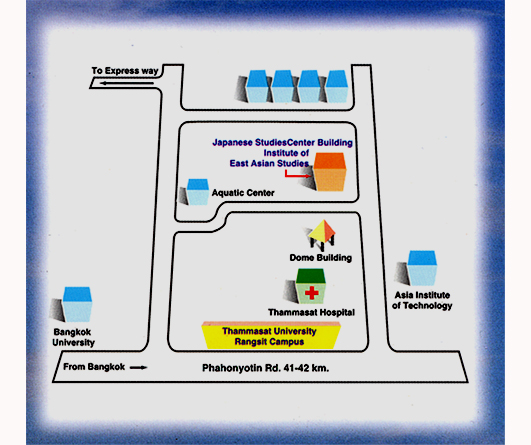 To Express way
Japanese StudiesCenter Building
Institute of
East Asian Studies
Aquatic Center
Dome Building
Thammasat Hospital
Asia Institute
of Technology
Bangkok
University
Thammasat University
Rangsit Campus
From Bangkok
Phahonyotin Rd. 41-42 km.